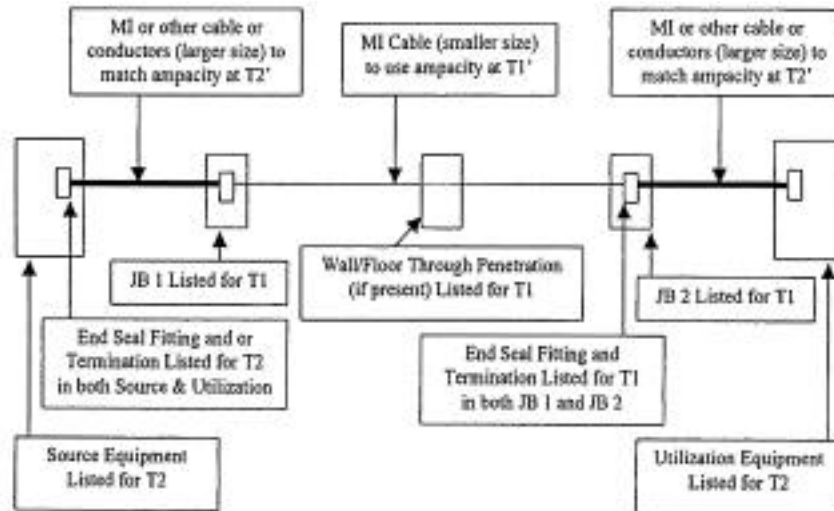 MI or other cable or
conductors (larger size) to
match ampacity at T2'
MI Cable (smaller size)
to use ampacity at T1'
MI or other cable or
conductors (larger size) to
match ampacity at T2'
JB 1 Listed for T1
Wall/Floor Through Penetration
(if present) Listed for T1
JB 2 Listed for T1
End Seal Fitting and or
Termination Listed for T2
in both Source & Utilization
End Seal Fitting and
Termination Listed for T1
in both JB 1 and JB 2
Source Equipment
Listed for T2
Utilization Equipment
Listed for T2